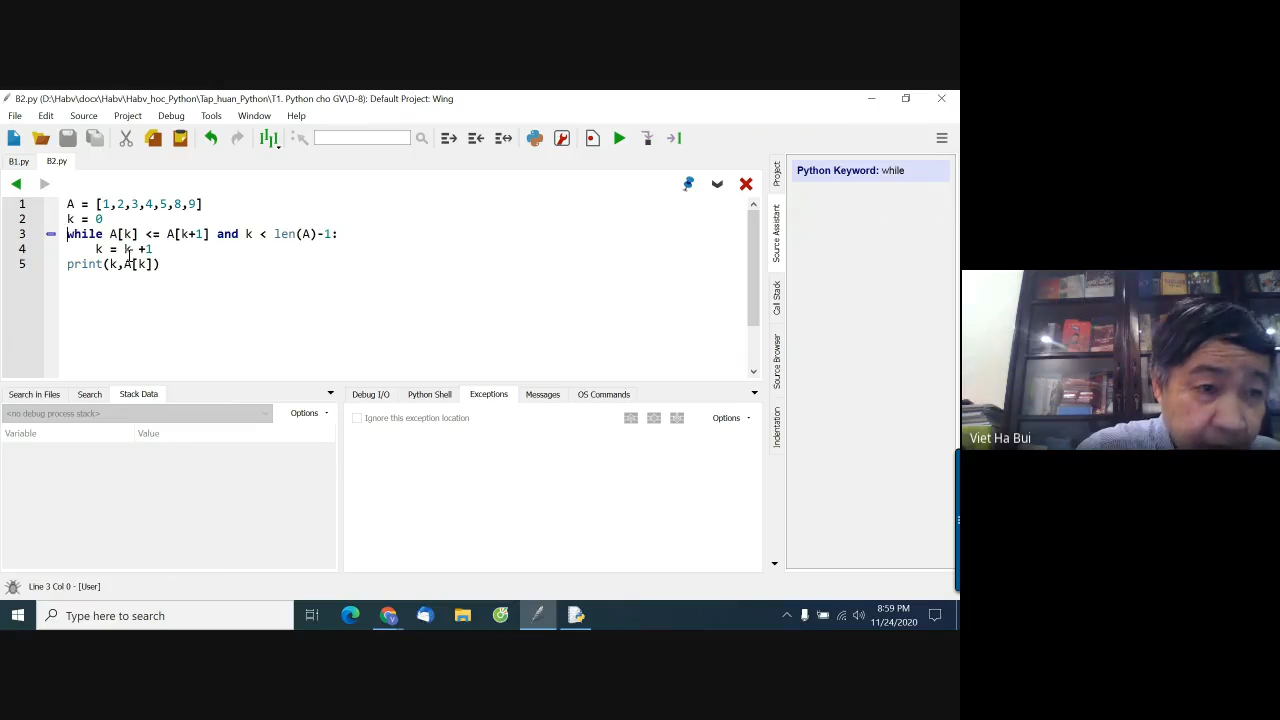 B2.py (D:\Habv\docx\Habv_hoc_Python\Tap_huan_Python\T1. Python cho GV\D-8): Default Project: Wing
File Edit Source Project Debug Tools Window Help
B1.py B2.py
1 A = [1,2,3,4,5,8,9]
2 k = 0
3 while A[k] <= A[k+1] and k < len(A)-1:
4 k = k +1
5 print(k,A[k])
Python Keyword: while
Project
Source Assistant
Call Stack
Source Browser
Indentation
Search in Files Search Stack Data
<no debug process stack> Options
Variable Value
Debug I/O Python Shell Exceptions Messages OS Commands
Ignore this exception location Options
Line 3 Col 0 - [User]
Type here to search
8:59 PM
11/24/2020
Viet Ha Bui